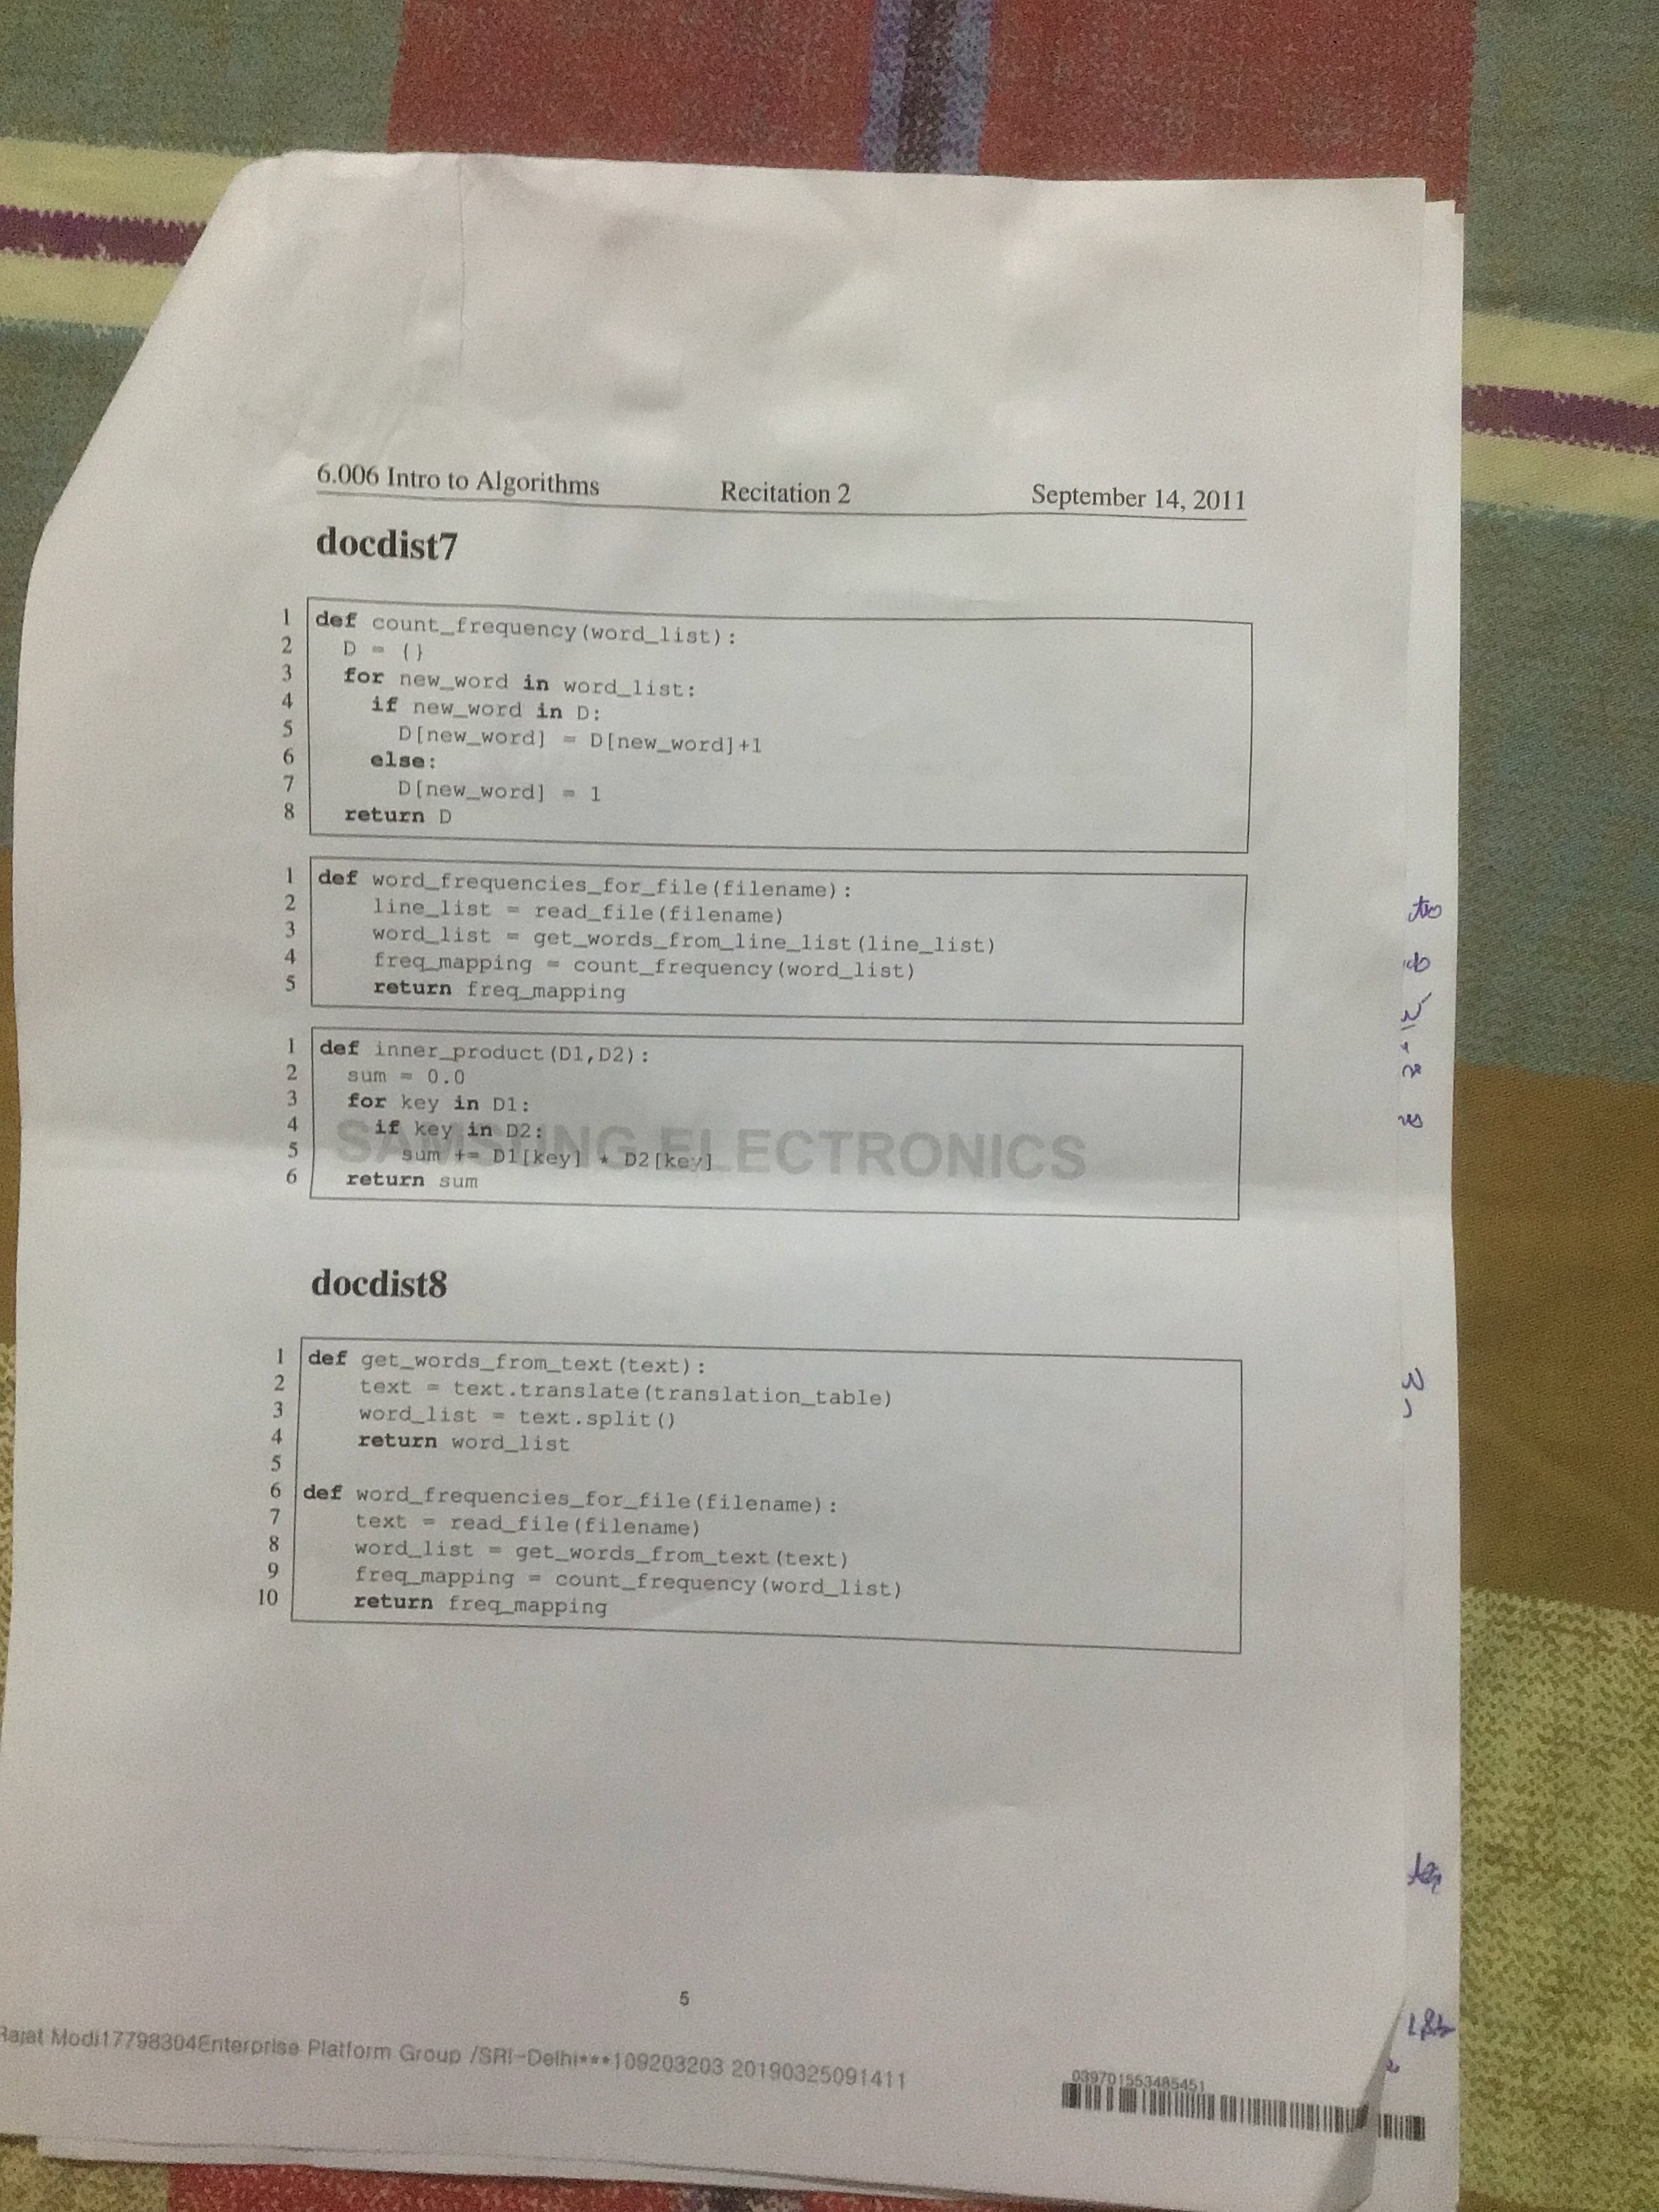 6.006 Intro to Algorithms Recitation 2 September 14, 2011
docdist7
1 def count_frequency(word_list):
2 D = {}
3 for new_word in word_list:
4 if new_word in D:
5 D[new_word] = D[new_word]+1
6 else:
7 D[new_word] = 1
8 return D
1 def word_frequencies_for_file(filename):
2 line_list = read_file(filename)
3 word_list = get_words_from_line_list(line_list)
4 freq_mapping = count_frequency(word_list)
5 return freq_mapping
1 def inner_product(D1,D2):
2 sum = 0.0
3 for key in D1:
4 if key in D2:
SAMSUNG ELECTRONICS
5 sum += D1[key] * D2[key]
6 return sum
docdist8
1 def get_words_from_text(text):
2 text = text.translate(translation_table)
3 word_list = text.split()
4 return word_list
5
6 def word_frequencies_for_file(filename):
7 text = read_file(filename)
8 word_list = get_words_from_text(text)
9 freq_mapping = count_frequency(word_list)
10 return freq_mapping
5
Rajat Modi17798304Enterprise Platform Group /SRI-Delhi***109203203 20190325091411
039701553485451